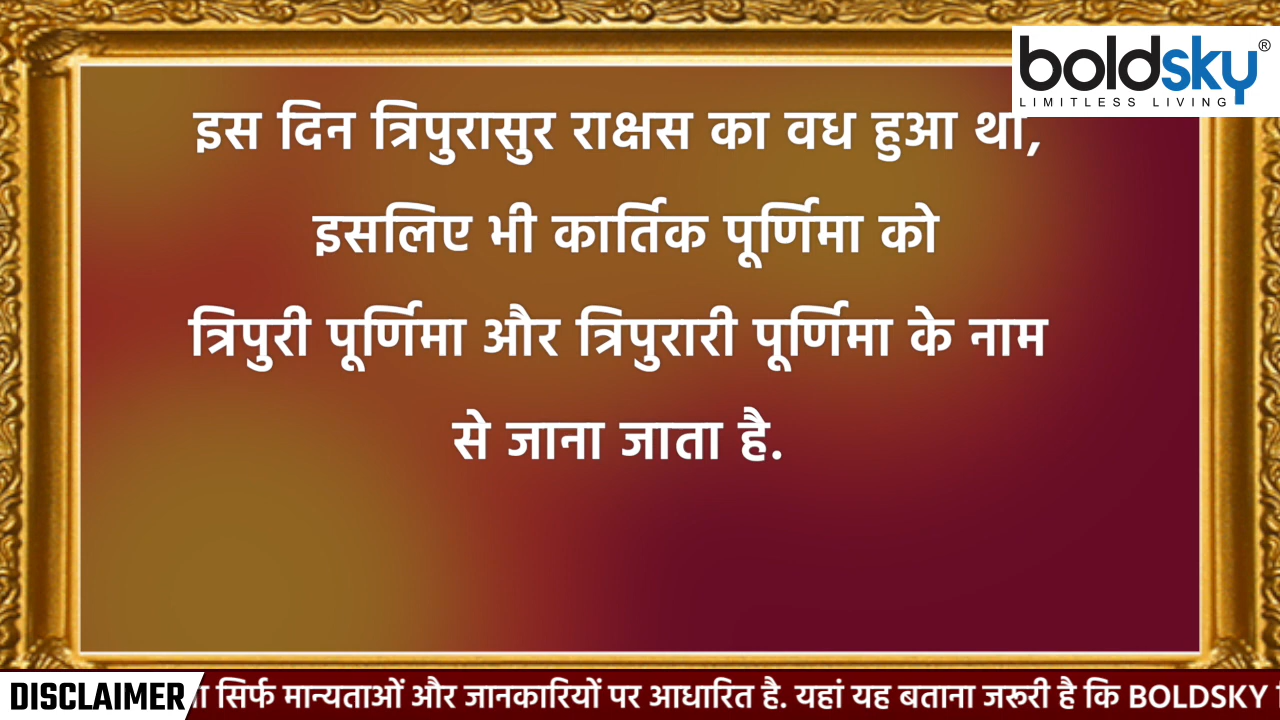 boldsky®
LIMITLESS LIVING
इस दिन त्रिपुरासुर राक्षस का वध हुआ था,
इसलिए भी कार्तिक पूर्णिमा को
त्रिपुरी पूर्णिमा और त्रिपुरारी पूर्णिमा के नाम
से जाना जाता है.
DISCLAIMER सिर्फ मान्यताओं और जानकारियों पर आधारित है. यहां यह बताना जरूरी है कि BOLDSKY